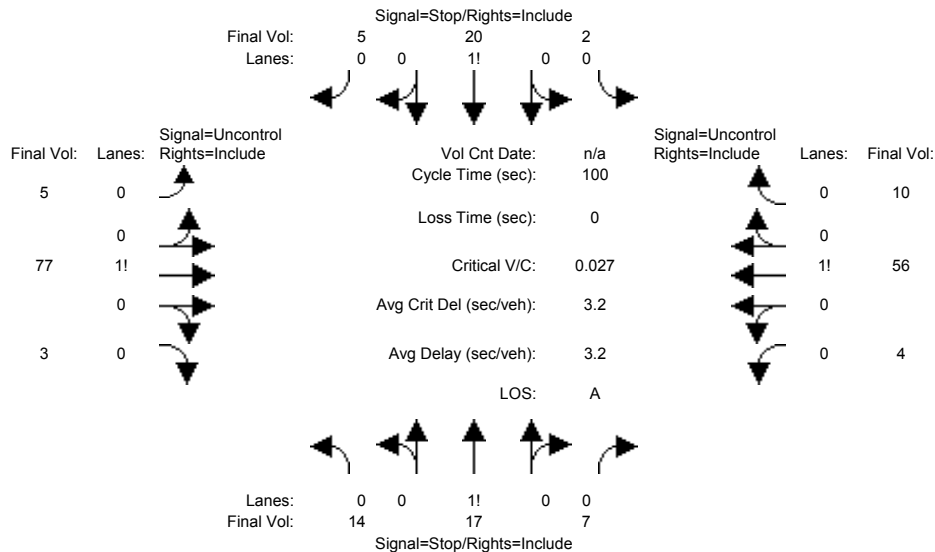 Signal=Stop/Rights=Include
Final Vol: 5 20 2
Lanes: 0 0 1! 0 0
Signal=Uncontrol Signal=Uncontrol
Final Vol: Lanes: Rights=Include Vol Cnt Date: n/a Rights=Include Lanes: Final Vol:
Cycle Time (sec): 100
5 0 0 10
Loss Time (sec): 0
0 0
77 1! Critical V/C: 0.027 1! 56
0 Avg Crit Del (sec/veh): 3.2 0
3 0 Avg Delay (sec/veh): 3.2 0 4
LOS: A
Lanes: 0 0 1! 0 0
Final Vol: 14 17 7
Signal=Stop/Rights=Include